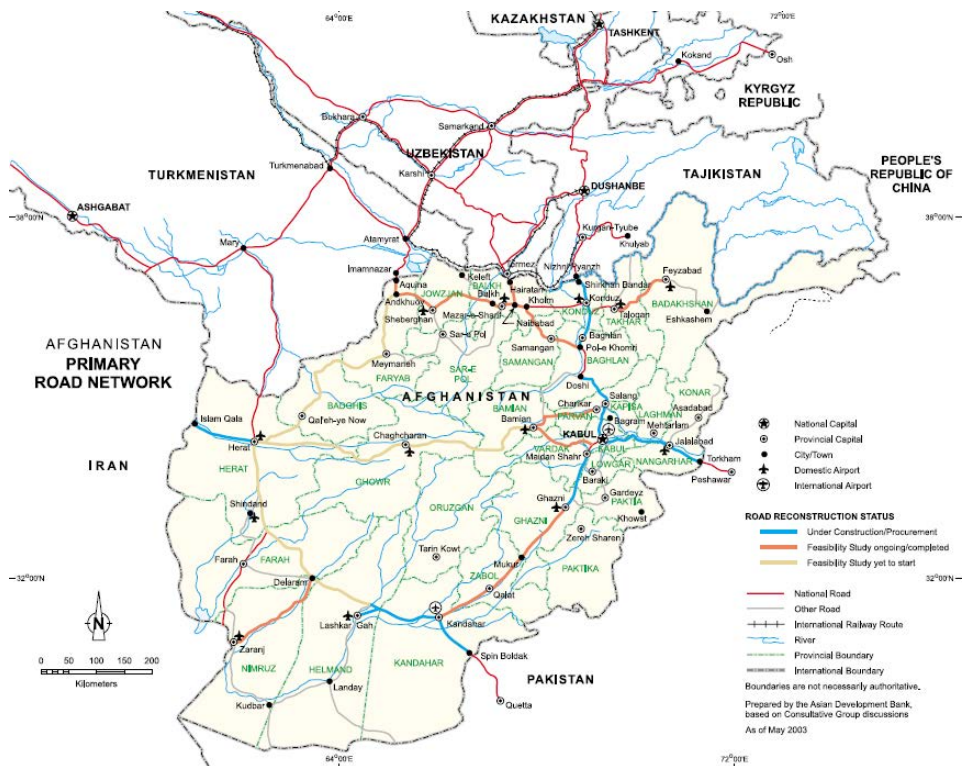 64 00'E
72 00'E
KAZAKHSTAN
TASHKENT
Kokand
Osh
KYRGYZ
REPUBLIC
Bukhara
Samarkand
UZBEKISTAN
Turkmenabad
Karshi
TURKMENISTAN
DUSHANBE
TAJIKISTAN
PEOPLE'S
REPUBLIC OF
CHINA
ASHGABAT
38 00'N
38 00'N
Mary
Atamyrat
Kurgan-Tyube
Khulyab
Imamnazar
Keleft
Termez
Nizhni Pyanzh
Aquina
Hairatan
Shirkhan Bandar
Feyzabad
Andkhuoy
JOWZJAN
BALKH
Balkh
Kholm
Konduz
KONDUZ
Talogan
BADAKHSHAN
Sheberghan
Mazar-e-Sharif
Naibabad
TAKHAR
Eshkashem
AFGHANISTAN
PRIMARY
ROAD NETWORK
Sar-e Pol
Samangan
Baghlan
Pol-e Khomri
Meymaneh
SAR-E
POL
SAMANGAN
BAGHLAN
FARYAB
Doshi
AFGHANISTAN
BADGHIS
Salang
KONAR
Islam Qala
Qal'eh-ye Now
BAMIAN
Charikar
KAPISA
PARVAN
LAGHMAN
Asadabad
Bamian
Bagram
Mehtarlam
Herat
Chaghcharan
KABUL
Jalalabad
VARDAK
KABUL
IRAN
HERAT
Maidan Shahr
LOWGAR
NANGARHAR
Torkham
Peshawar
GHOWR
Baraki
Gardeyz
ORUZGAN
Ghazni
PAKTIA
Shindand
GHAZNI
Khowst
Tarin Kowt
Zereh Sharen
Farah
FARAH
Mukur
32 00'N
32 00'N
Delaram
ZABOL
PAKTIKA
Qalat
Lashkar Gah
Kandahar
Zaranj
Spin Boldak
NIMRUZ
HELMAND
KANDAHAR
PAKISTAN
Landay
Kudbar
Quetta
N
0 50 100 150 200
Kilometers
64 00'E
72 00'E
National Capital
Provincial Capital
City/Town
Domestic Airport
International Airport
ROAD RECONSTRUCTION STATUS
Under Construction/Procurement
Feasibility Study ongoing/completed
Feasibility Study yet to start
National Road
Other Road
International Railway Route
River
Provincial Boundary
International Boundary
Boundaries are not necessarily authoritative.
Prepared by the Asian Development Bank,
based on Consultative Group discussions
As of May 2003